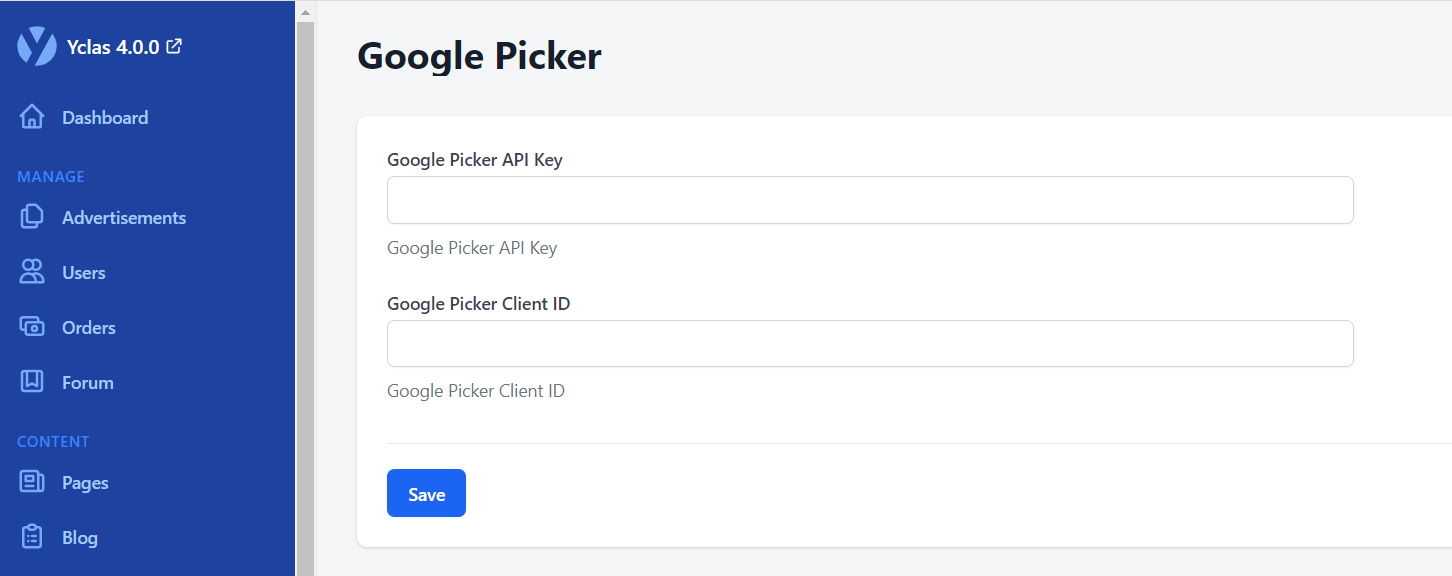 Yclas 4.0.0
Dashboard
MANAGE
Advertisements
Users
Orders
Forum
CONTENT
Pages
Blog
Google Picker
Google Picker API Key
Google Picker API Key
Google Picker Client ID
Google Picker Client ID
Save